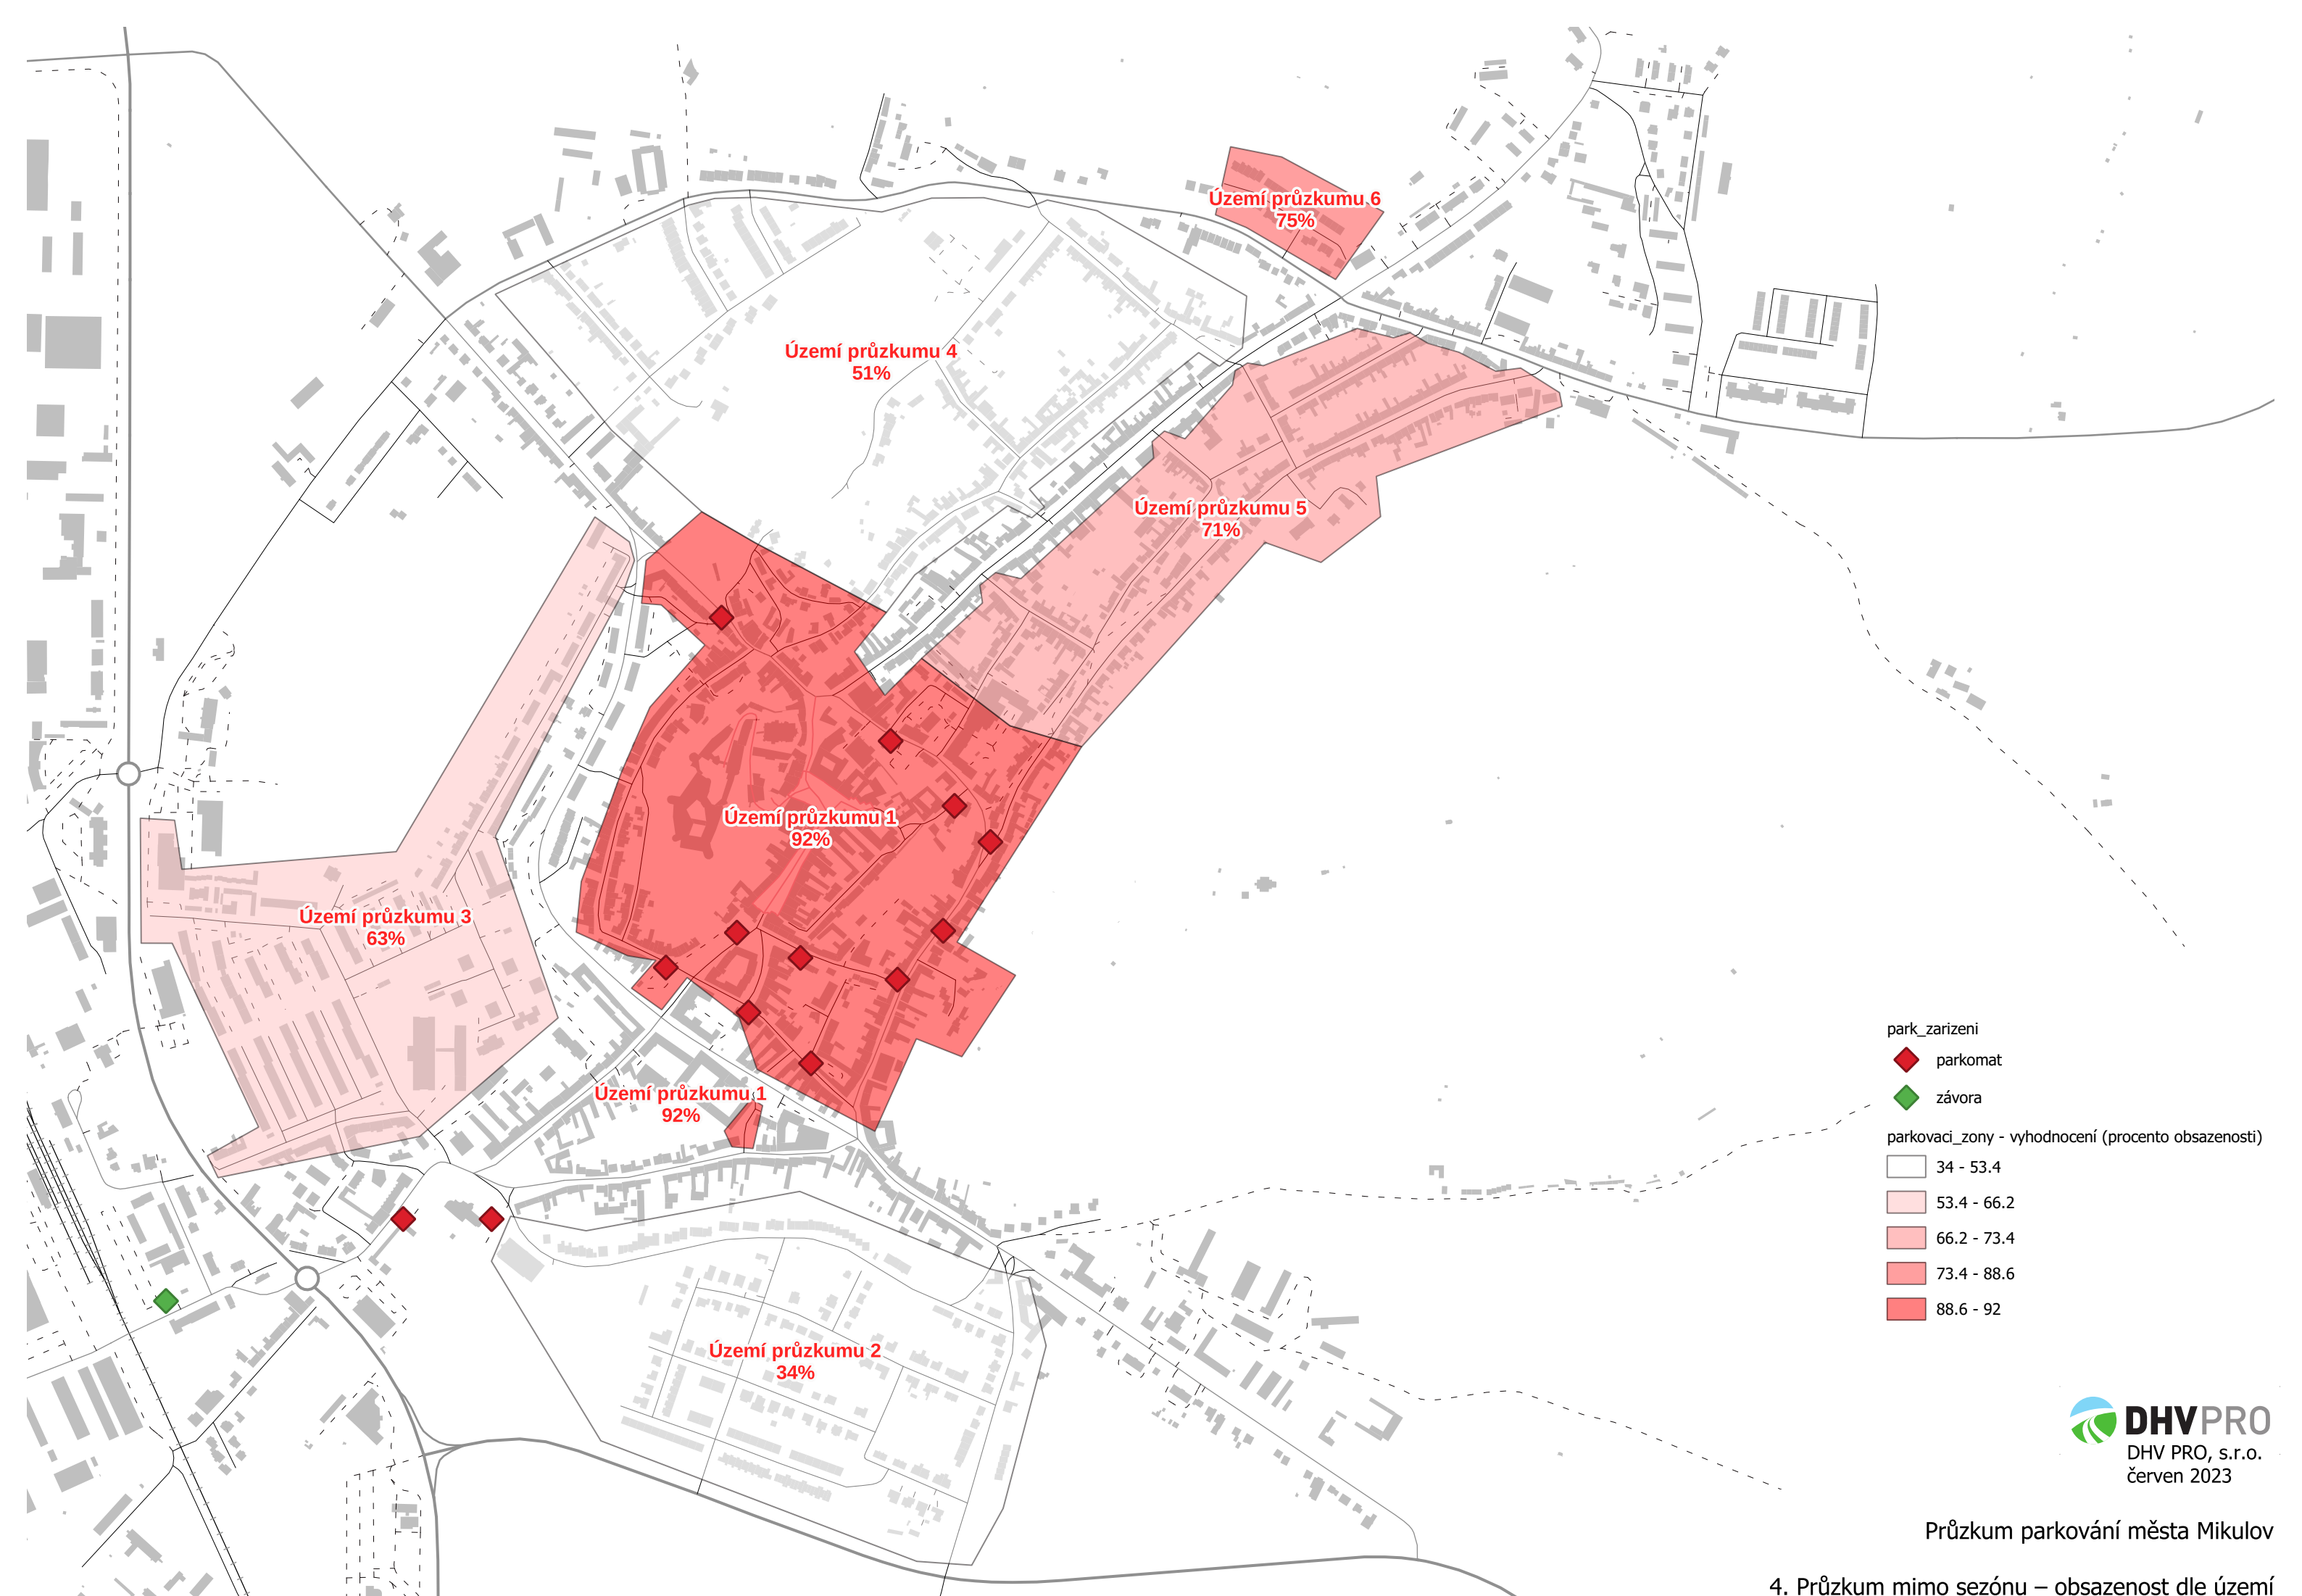 Území průzkumu 6
75%
Území průzkumu 4
51%
Území průzkumu 5
71%
Území průzkumu 1
92%
Území průzkumu 3
63%
Území průzkumu 1
92%
Území průzkumu 2
34%
park_zarizeni
parkomat
závora
parkovaci_zony - vyhodnocení (procento obsazenosti)
34 - 53.4
53.4 - 66.2
66.2 - 73.4
73.4 - 88.6
88.6 - 92
DHVPRO
DHV PRO, s.r.o.
červen 2023
Průzkum parkování města Mikulov
4. Průzkum mimo sezónu – obsazenost dle území